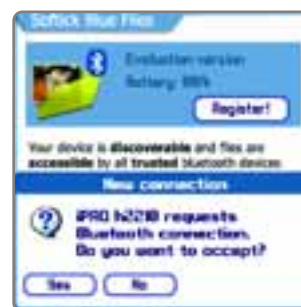 Softick Blue Files
Evaluation version
Battery: 100%
Register!
Your device is discoverable and files are
accessible by all trusted bluetooth devices
New connection
iPAQ h2210 requests
Bluetooth connection.
Do you want to accept?
Yes
No